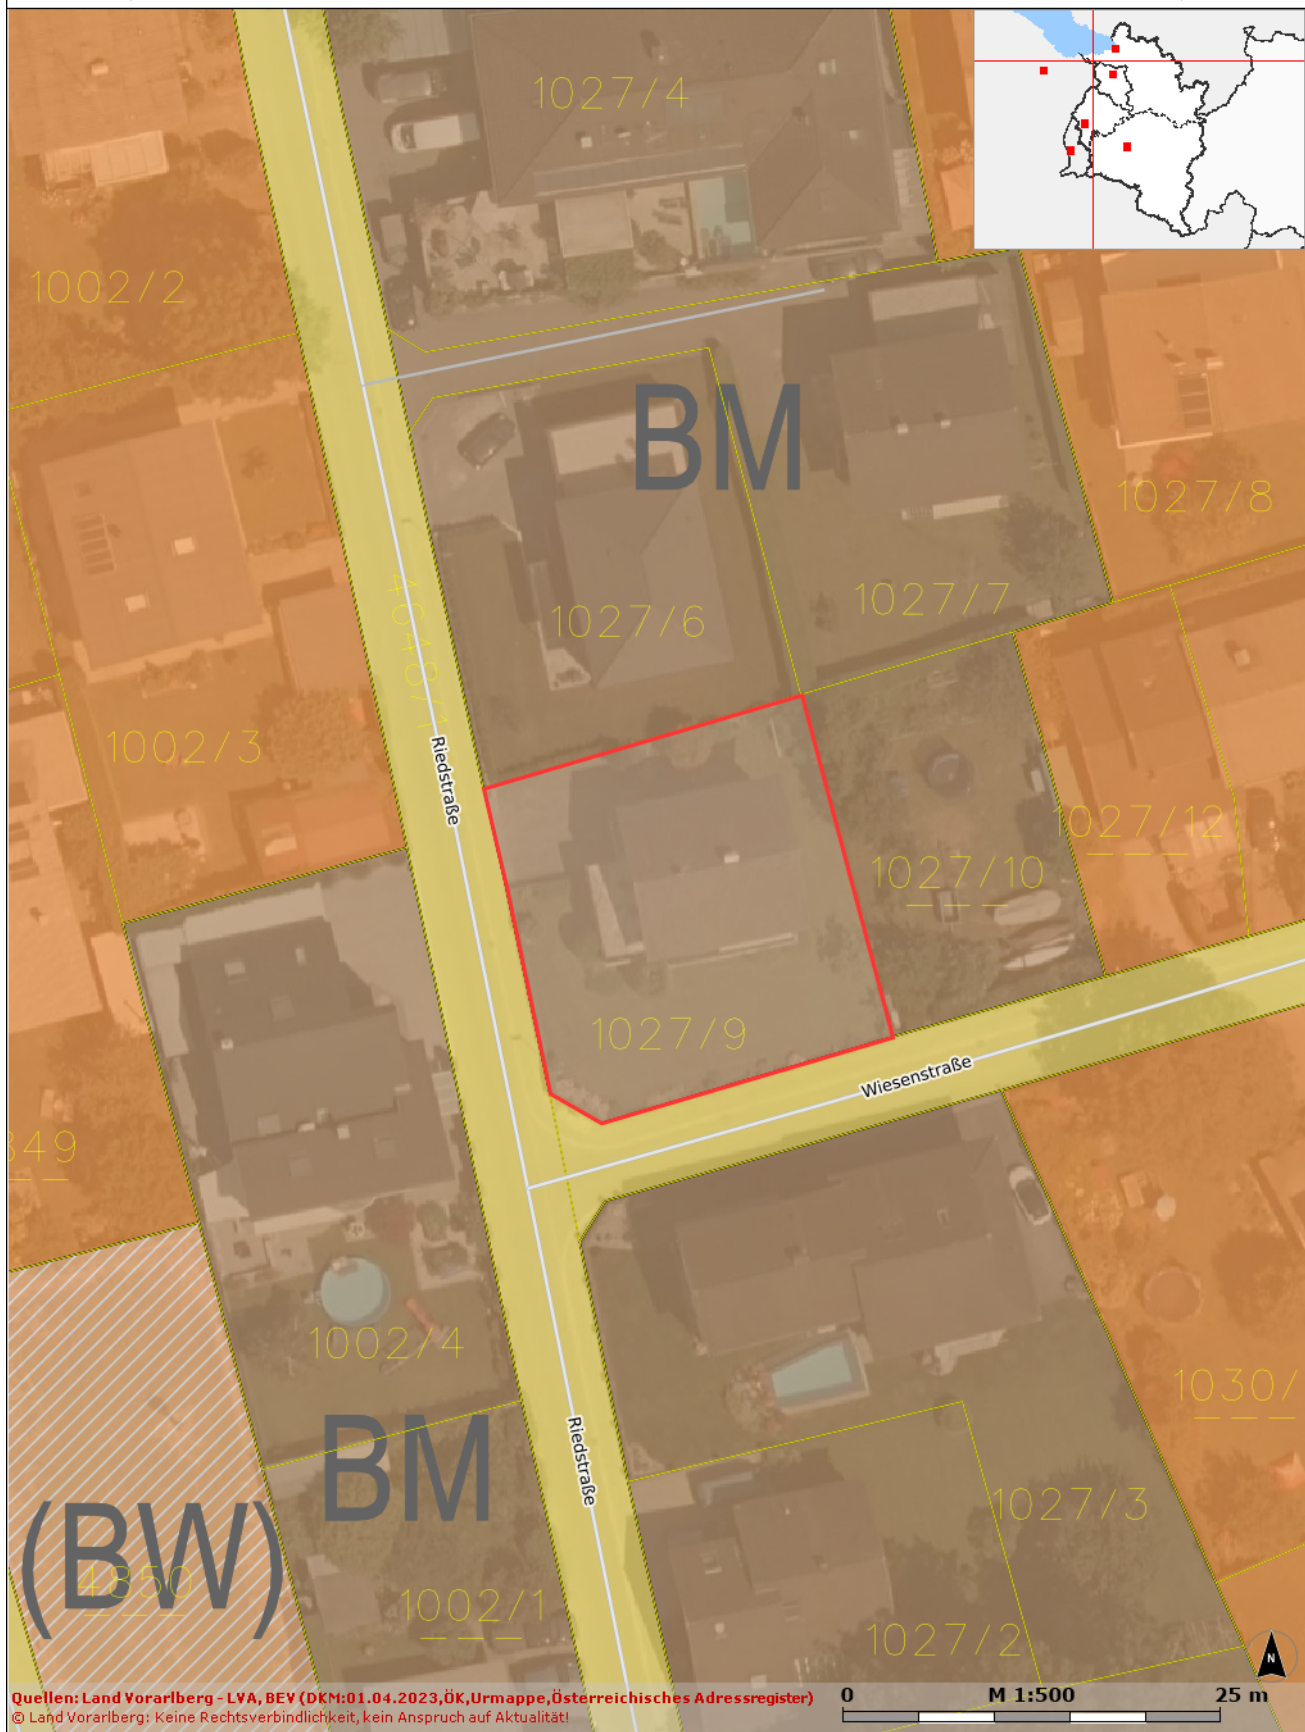 1027/4
1002/2
BM
1027/8
1027/7
1027/6
4648/1
Riedstraße
1002/3
1027/12
1027/10
1027/9
Wiesenstraße
349
1002/4
1030/
BM
Riedstraße
(BW)
4850
1027/3
1002/1
1027/2
N
Quellen: Land Vorarlberg - LVA, BEV (DKM:01.04.2023,ÖK,Urmappe,Österreichisches Adressregister)
© Land Vorarlberg: Keine Rechtsverbindlichkeit, kein Anspruch auf Aktualität!
0 M 1:500 25 m